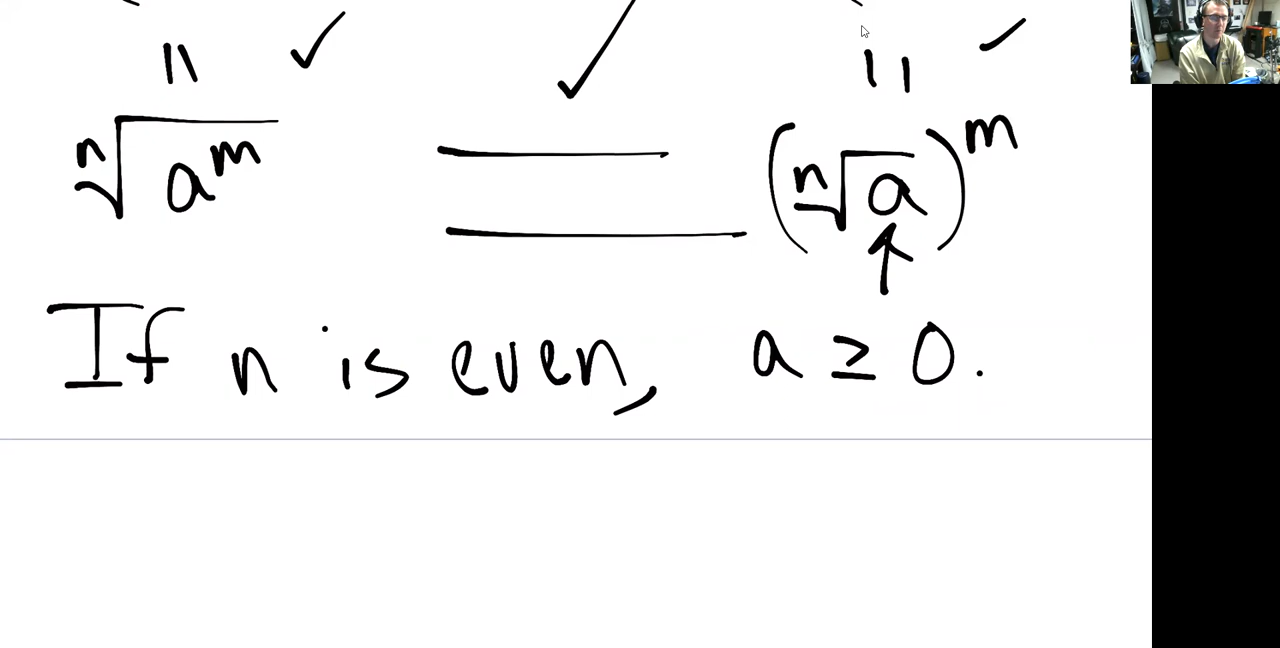 ⁿ√aᵐ = (ⁿ√a)ᵐ
If n is even, a ≥ 0.